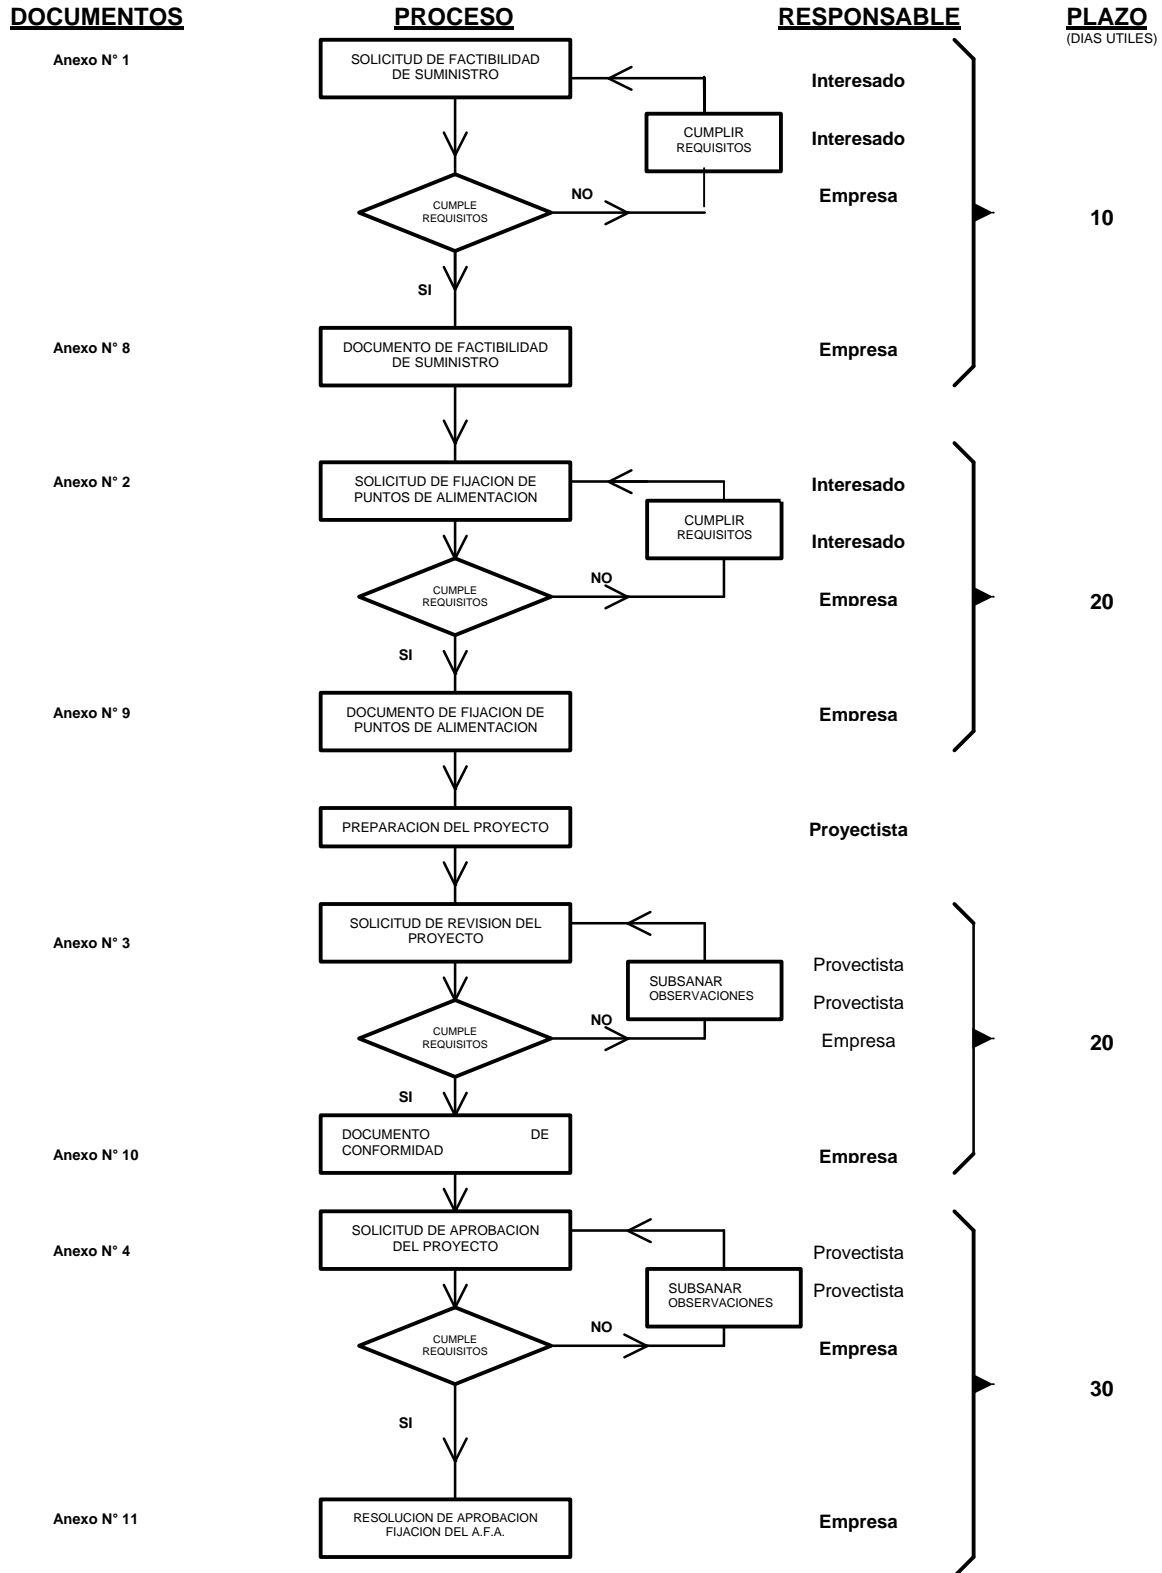 DOCUMENTOS PROCESO RESPONSABLE PLAZO
(DIAS UTILES)
Anexo N° 1
SOLICITUD DE FACTIBILIDAD
DE SUMINISTRO
Interesado
CUMPLIR
REQUISITOS
Interesado
CUMPLE
REQUISITOS
NO
Empresa
10
SI
Anexo N° 8
DOCUMENTO DE FACTIBILIDAD
DE SUMINISTRO
Empresa
Anexo N° 2
SOLICITUD DE FIJACION DE
PUNTOS DE ALIMENTACION
Interesado
CUMPLIR
REQUISITOS
Interesado
CUMPLE
REQUISITOS
NO
Empresa
20
SI
Anexo N° 9
DOCUMENTO DE FIJACION DE
PUNTOS DE ALIMENTACION
Empresa
PREPARACION DEL PROYECTO
Proyectista
Anexo N° 3
SOLICITUD DE REVISION DEL
PROYECTO
Proyectista
SUBSANAR
OBSERVACIONES
Proyectista
CUMPLE
REQUISITOS
NO
Empresa
20
SI
Anexo N° 10
DOCUMENTO DE
CONFORMIDAD
Empresa
Anexo N° 4
SOLICITUD DE APROBACION
DEL PROYECTO
Proyectista
SUBSANAR
OBSERVACIONES
Proyectista
CUMPLE
REQUISITOS
NO
Empresa
30
SI
Anexo N° 11
RESOLUCION DE APROBACION
FIJACION DEL A.F.A.
Empresa